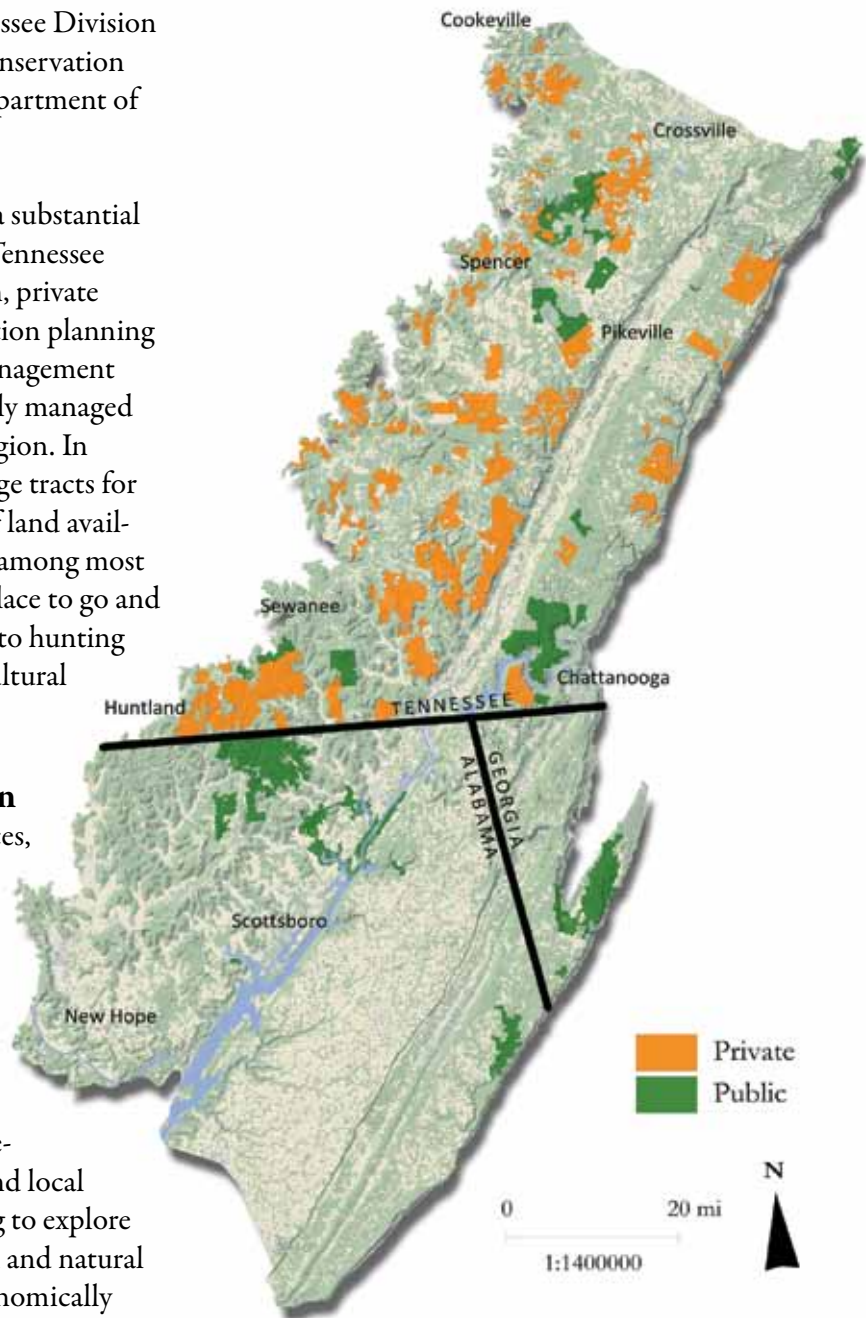 ssee Division
nservation
partment of
a substantial
Tennessee
n, private
tion planning
nagement
ly managed
gion. In
ge tracts for
f land avail-
among most
lace to go and
to hunting
ltural
n
ces,
e-
nd local
g to explore
and natural
nomically
Cookeville
Crossville
Spencer
Pikeville
Sewanee
Chattanooga
Huntland
TENNESSEE
GEORGIA
ALABAMA
Scottsboro
New Hope
Private
Public
N
0 20 mi
1:1400000